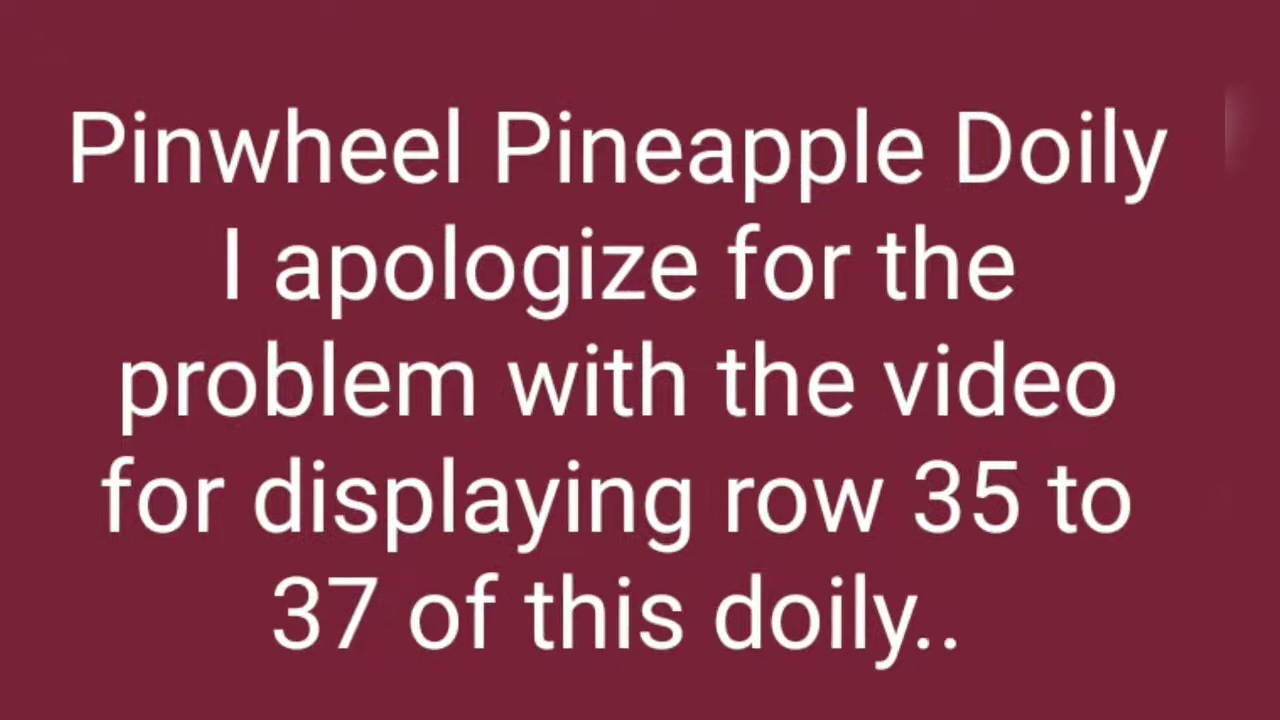 Pinwheel Pineapple Doily
I apologize for the
problem with the video
for displaying row 35 to
37 of this doily..